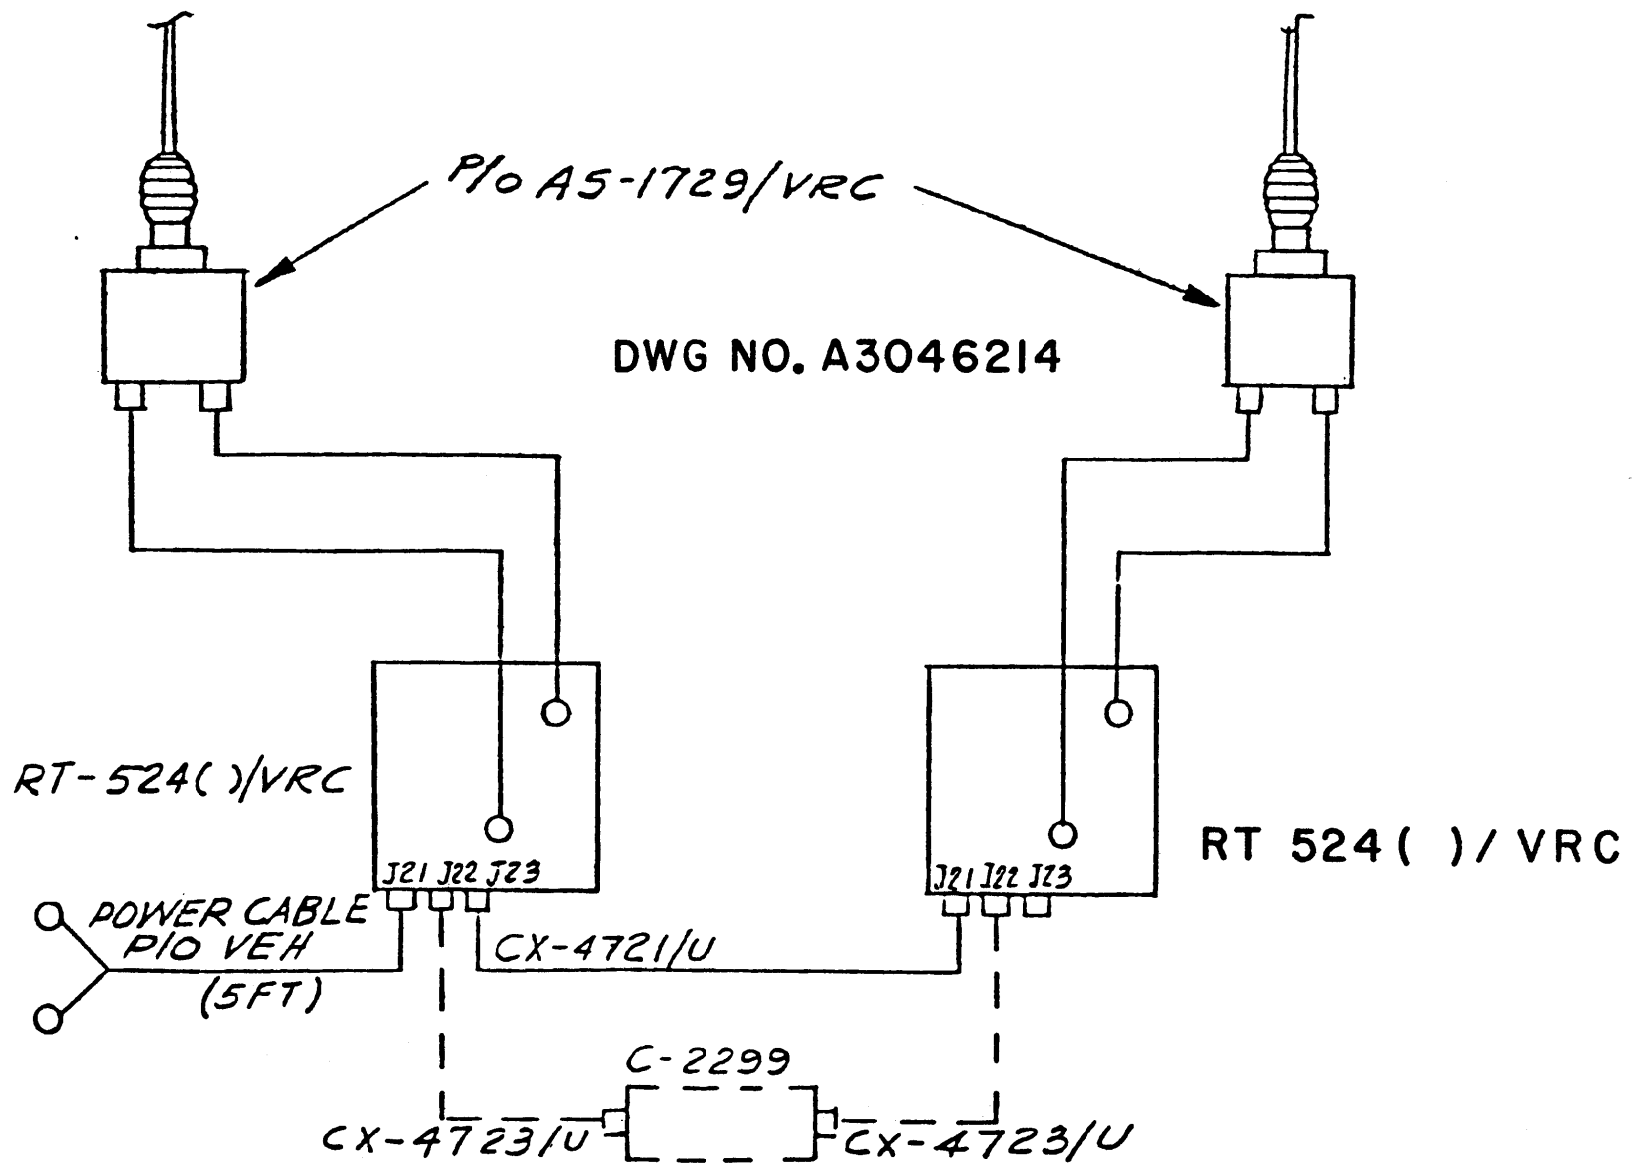 P/O AS-1729/VRC
DWG NO. A3046214
RT-524( )/VRC
RT 524 ( ) / VRC
J21 J22 J23
J21 J22 J23
POWER CABLE
P/O VEH
(5FT)
CX-4721/U
C-2299
CX-4723/U
CX-4723/U